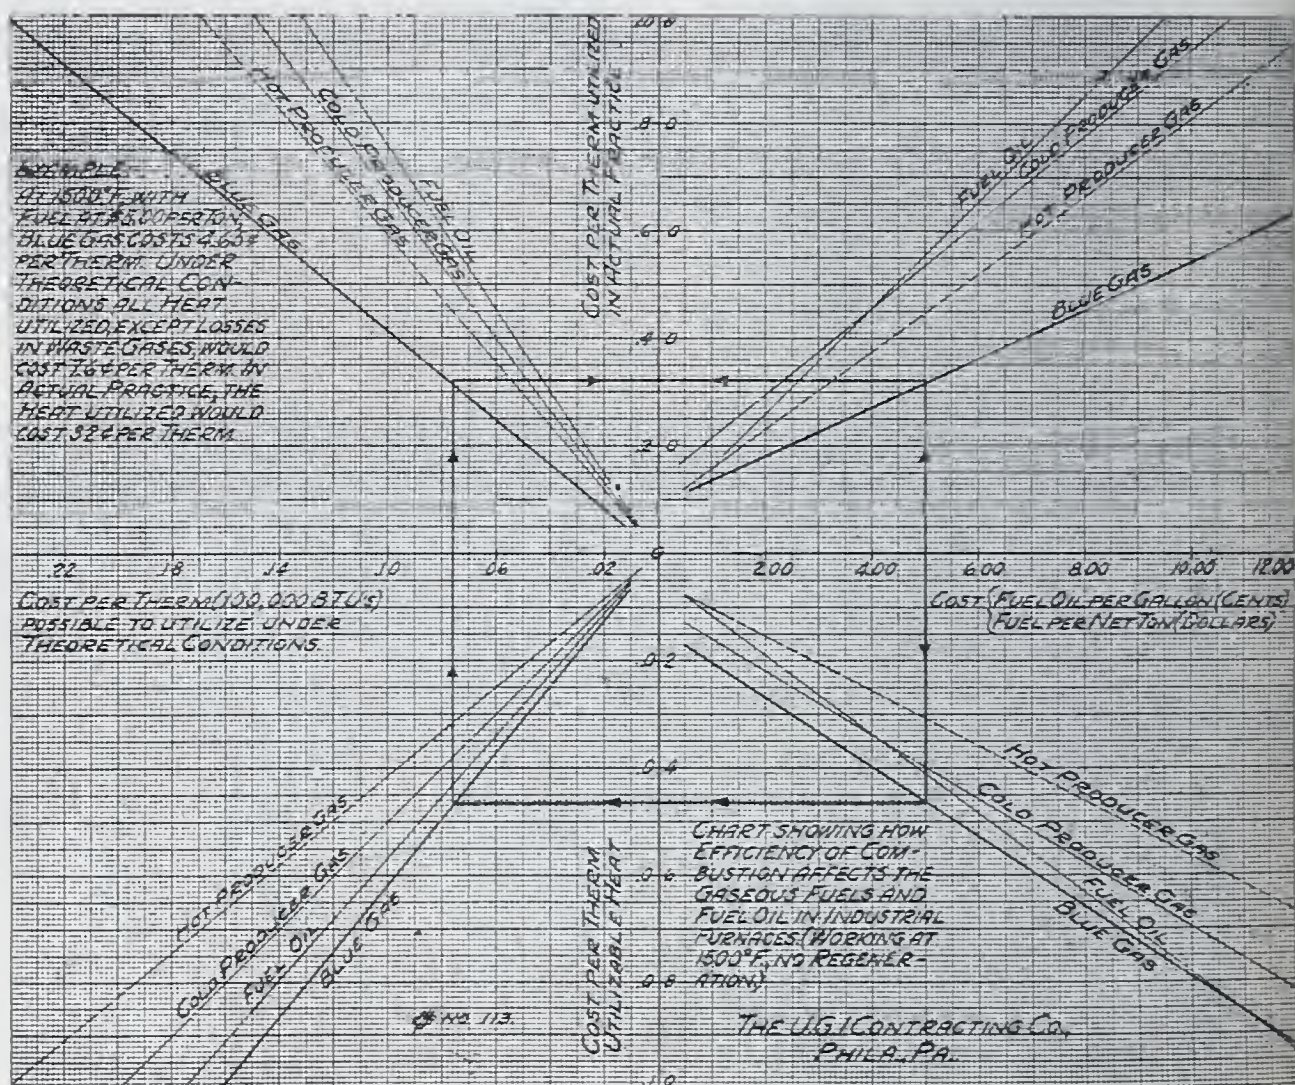 COST PER THERM UTILIZED
IN ACTUAL PRACTICE
.8 0
.6 0
.4 0
.2 0
0
HOT PRODUCER GAS
COLD PRODUCER GAS
FUEL OIL
BLUE GAS
FUEL OIL
COLD PRODUCER GAS
HOT PRODUCER GAS
BLUE GAS
EXAMPLE
AT 1500°F, WITH
FUEL AT $5.00 PER TON,
BLUE GAS COSTS 4.65¢
PER THERM. UNDER
THEORETICAL CON-
DITIONS ALL HEAT
UTILIZED, EXCEPT LOSSES
IN WASTE GASES, WOULD
COST 7.6¢ PER THERM. IN
ACTUAL PRACTICE, THE
HEAT UTILIZED WOULD
COST 32¢ PER THERM.
.22 .18 .14 .10 .06 .02 0 2.00 4.00 6.00 8.00 10.00 12.00
COST PER THERM (100,000 BTU'S)
POSSIBLE TO UTILIZE UNDER
THEORETICAL CONDITIONS.
COST {FUEL OIL PER GALLON (CENTS)
{FUEL PER NET TON (DOLLARS)
.0 2
.0 4
.0 6
.0 8
.1 0
HOT PRODUCER GAS
COLD PRODUCER GAS
FUEL OIL
BLUE GAS
HOT PRODUCER GAS
COLD PRODUCER GAS
FUEL OIL
BLUE GAS
COST PER THERM
UTILIZABLE HEAT
CHART SHOWING HOW
EFFICIENCY OF COM-
BUSTION AFFECTS THE
GASEOUS FUELS AND
FUEL OIL IN INDUSTRIAL
FURNACES. (WORKING AT
1500°F, NO REGENER-
ATION)
NO. 113.
THE U.G.I CONTRACTING CO.,
PHILA., PA.